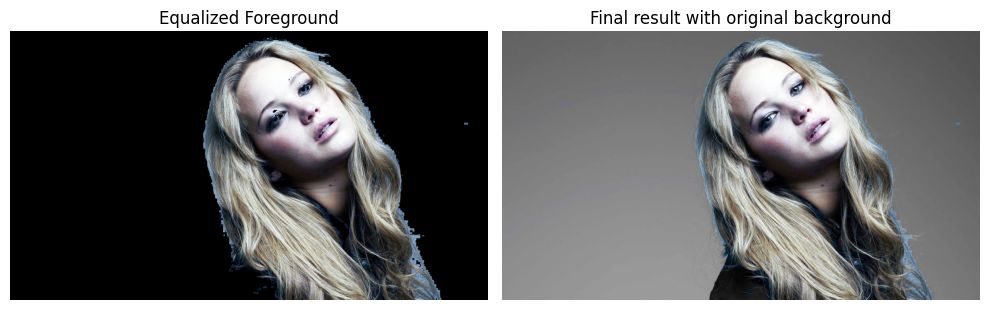 Equalized Foreground
Final result with original background